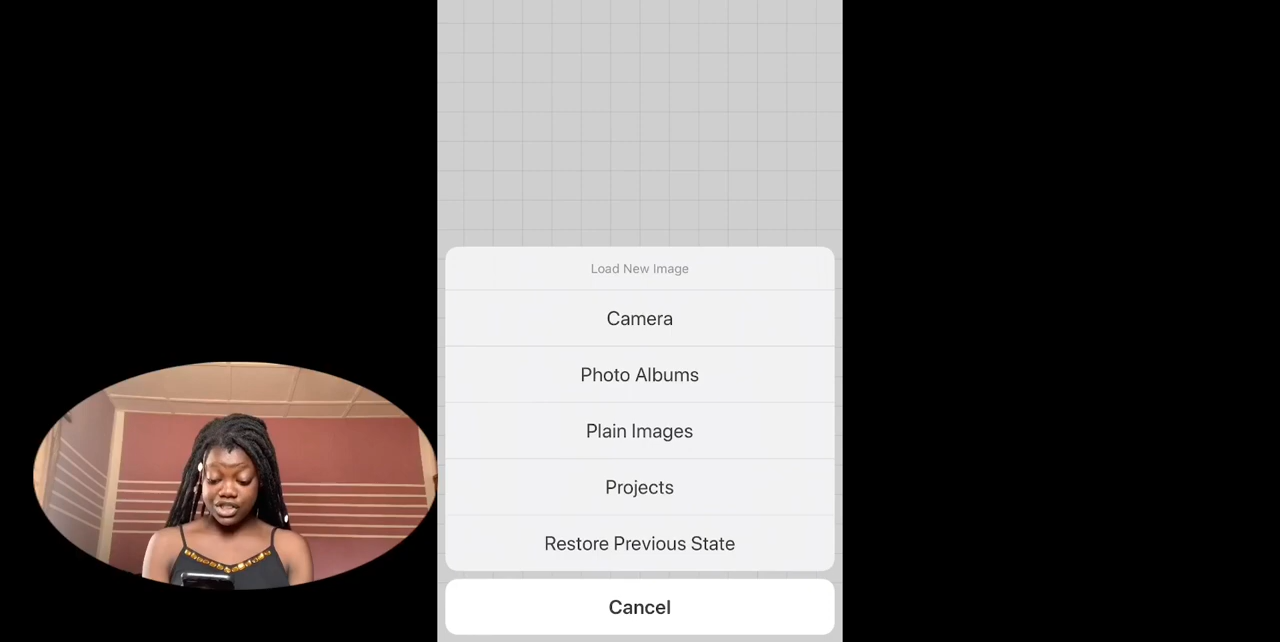 Load New Image
Camera
Photo Albums
Plain Images
Projects
Restore Previous State
Cancel